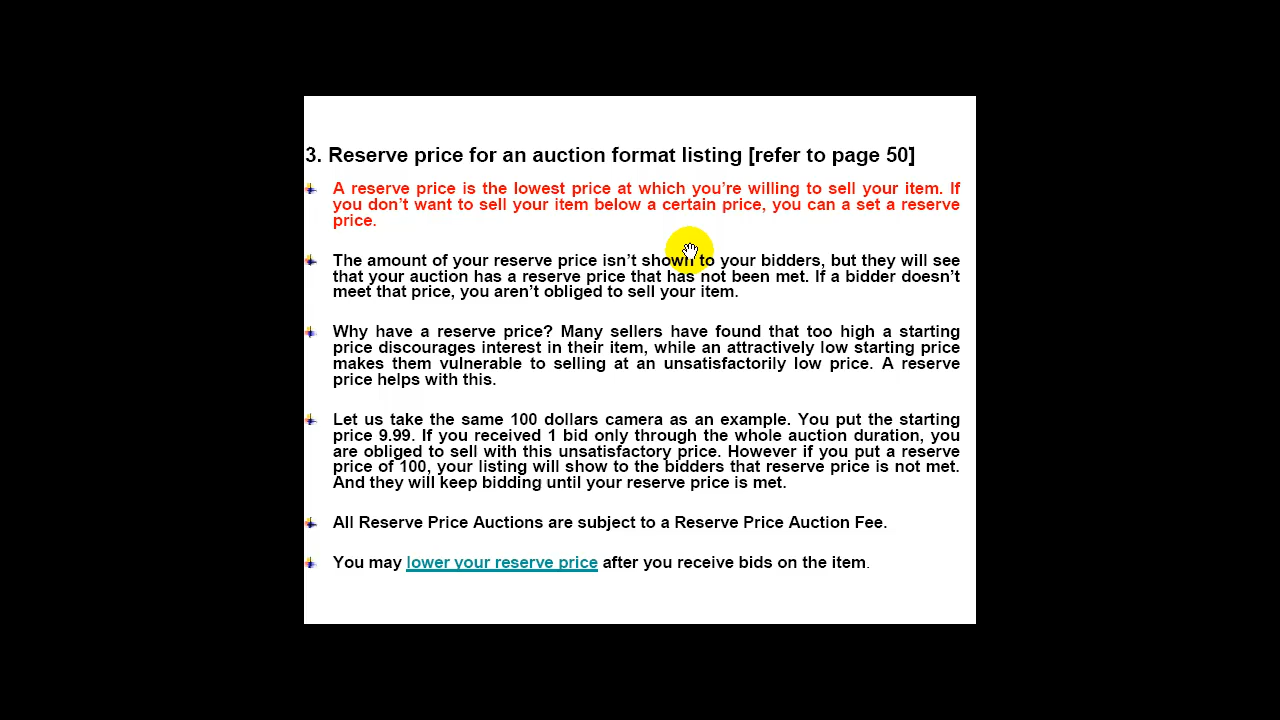 3. Reserve price for an auction format listing [refer to page 50]
A reserve price is the lowest price at which you’re willing to sell your item. If
you don’t want to sell your item below a certain price, you can a set a reserve
price.
The amount of your reserve price isn’t shown to your bidders, but they will see
that your auction has a reserve price that has not been met. If a bidder doesn’t
meet that price, you aren’t obliged to sell your item.
Why have a reserve price? Many sellers have found that too high a starting
price discourages interest in their item, while an attractively low starting price
makes them vulnerable to selling at an unsatisfactorily low price. A reserve
price helps with this.
Let us take the same 100 dollars camera as an example. You put the starting
price 9.99. If you received 1 bid only through the whole auction duration, you
are obliged to sell with this unsatisfactory price. However if you put a reserve
price of 100, your listing will show to the bidders that reserve price is not met.
And they will keep bidding until your reserve price is met.
All Reserve Price Auctions are subject to a Reserve Price Auction Fee.
You may lower your reserve price after you receive bids on the item.